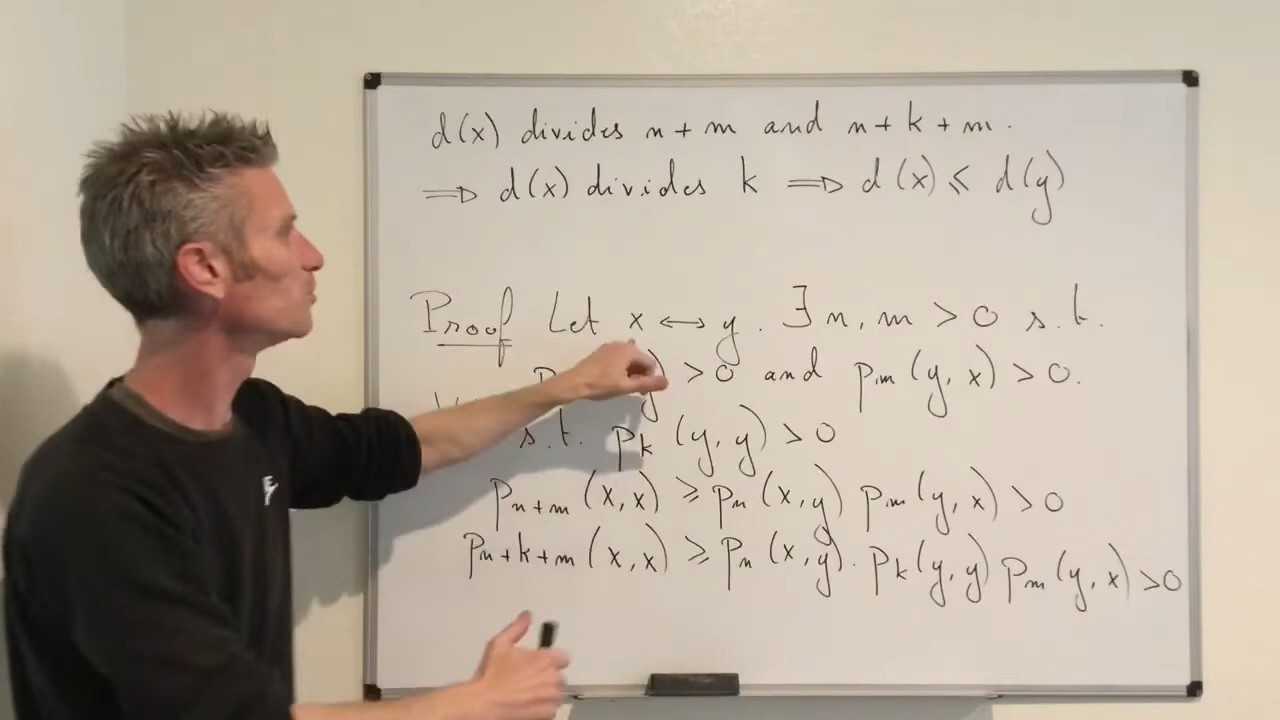 d(x) divides n + m and n + k + m.
⟹ d(x) divides k ⟹ d(x) ≤ d(y)
Proof Let x ↔ y. ∃ n, m > 0 s.t.
y) > 0 and pm(y, x) > 0.
s.t. pk(y, y) > 0
pn+m(x, x) ≥ pn(x, y) pm(y, x) > 0
pn+k+m(x, x) ≥ pn(x, y). pk(y, y) pm(y, x) > 0